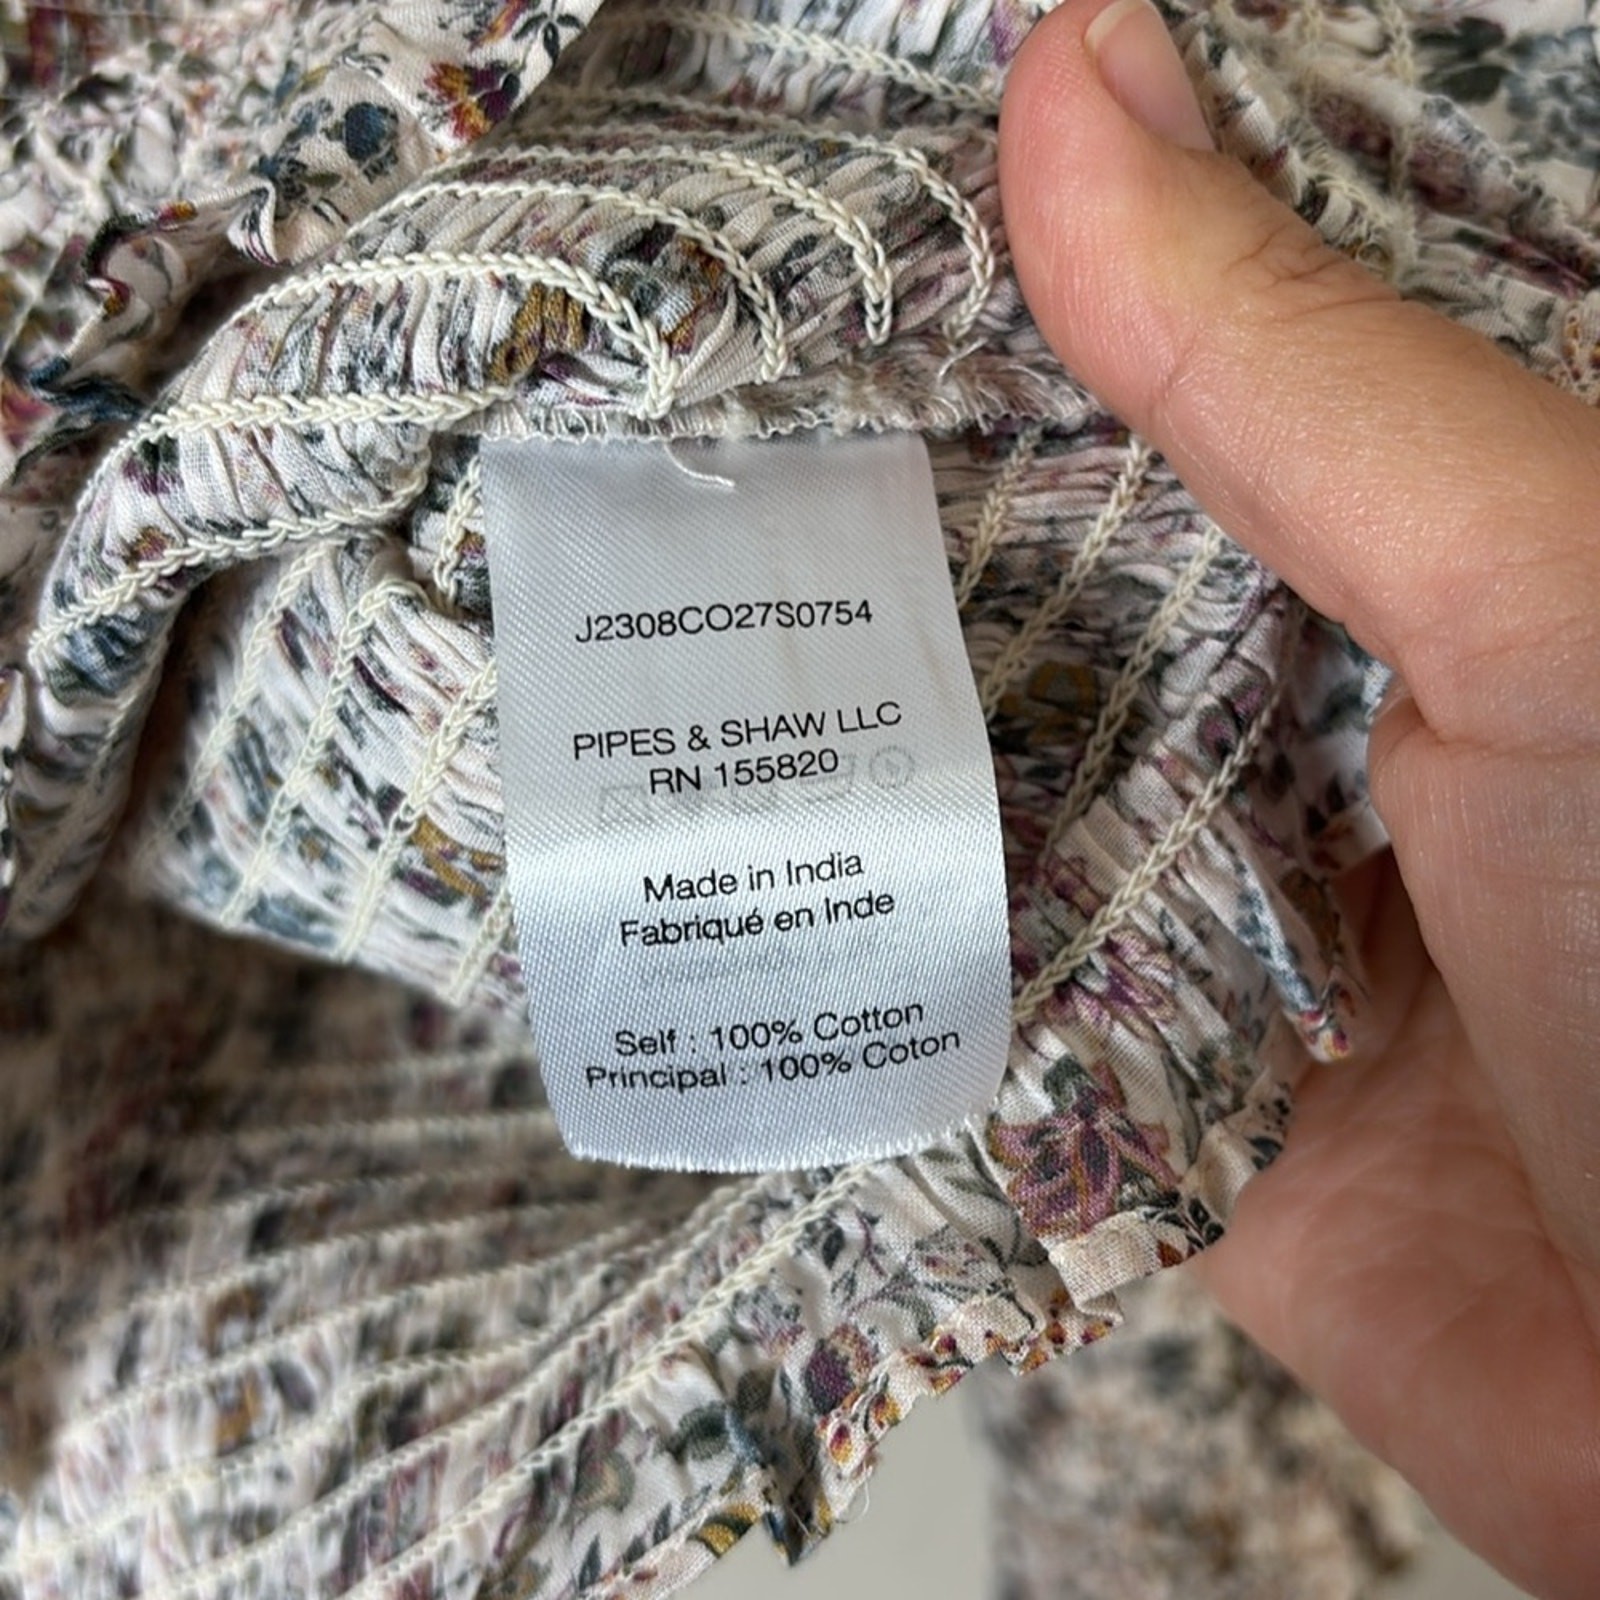 J2308CO27S0754
PIPES & SHAW LLC
RN 155820
Made in India
Fabriqué en Inde
Self : 100% Cotton
Principal : 100% Coton